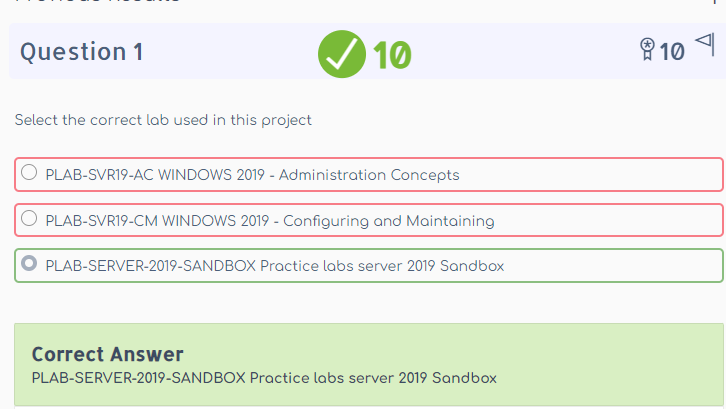 Question 1
10
10
Select the correct lab used in this project
PLAB-SVR19-AC WINDOWS 2019 - Administration Concepts
PLAB-SVR19-CM WINDOWS 2019 - Configuring and Maintaining
PLAB-SERVER-2019-SANDBOX Practice labs server 2019 Sandbox
Correct Answer
PLAB-SERVER-2019-SANDBOX Practice labs server 2019 Sandbox